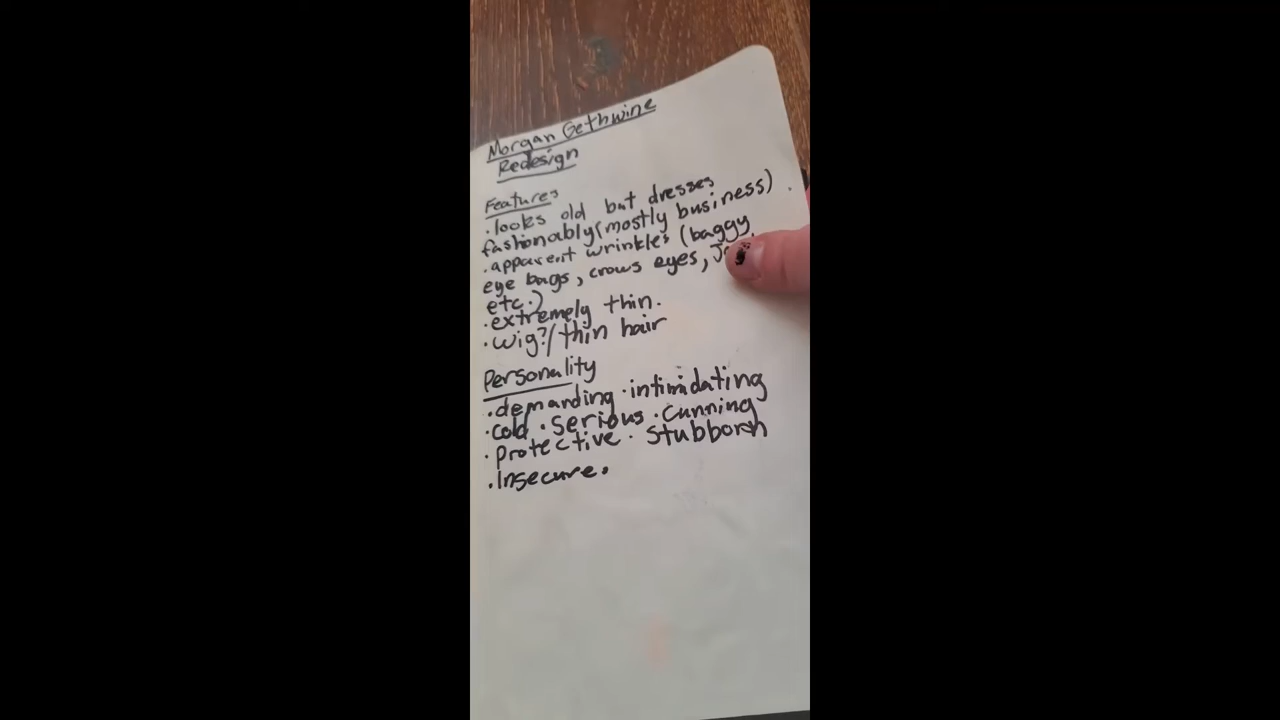 Morgan Gethwine
Redesign
Features
. looks old but dresses
fashionably (mostly business)
. apparent wrinkles (baggy
eye bags, crows eyes,
etc.)
. extremely thin.
. wig?/thin hair
Personality
. demanding . intimidating
. cold . serious . cunning
. protective . stubborn
. Insecure.